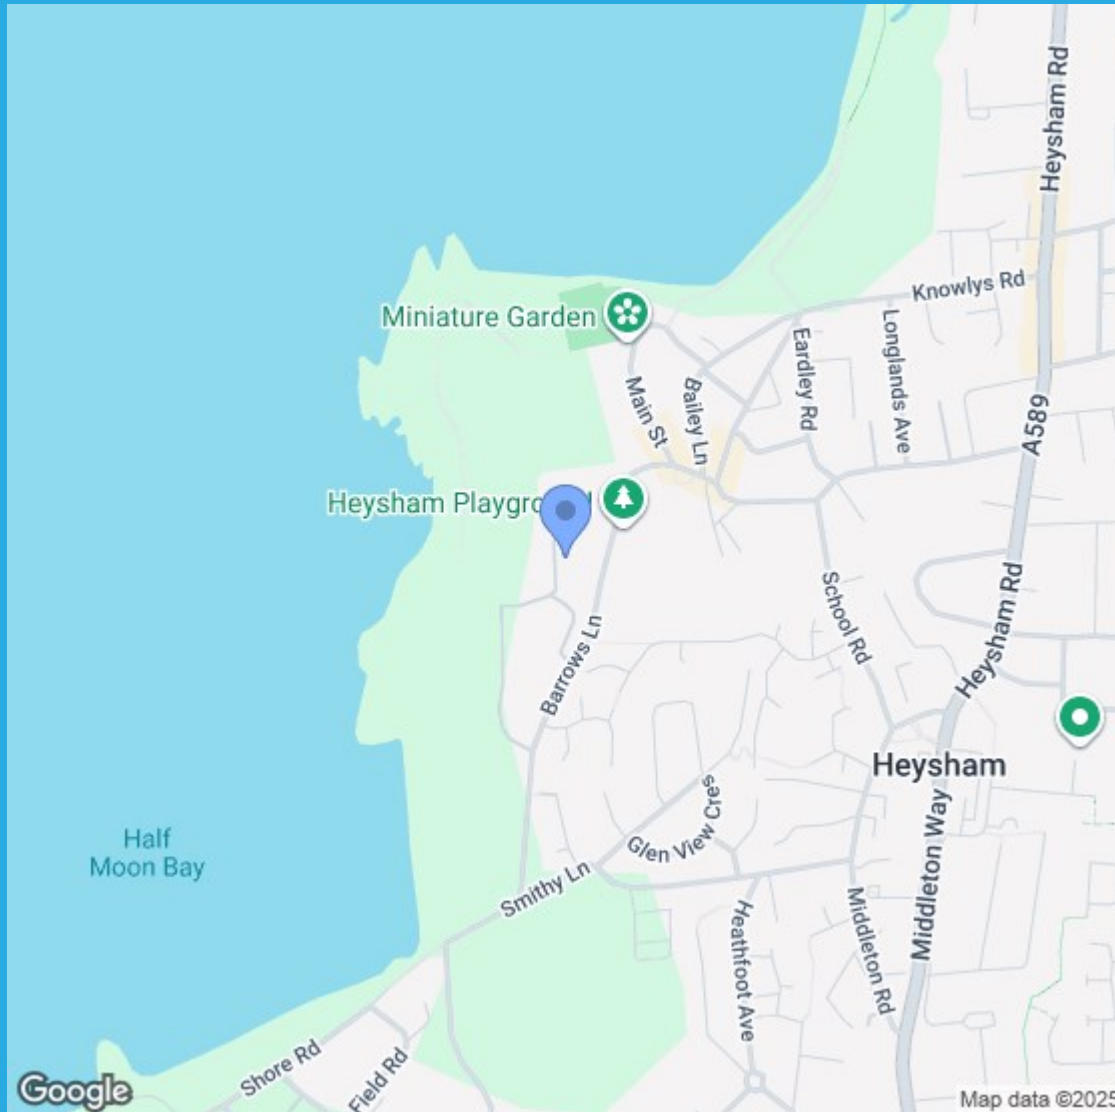 Heysham Rd
Knowlys Rd
Miniature Garden
Longlands Ave
Eardley Rd
Main St
Bailey Ln
A589
Heysham Playgro
School Rd
Heysham Rd
Barrows Ln
Heysham
Middleton Way
Glen View Cres
Half
Moon Bay
Smithy Ln
Middleton Rd
Heathfoot Ave
Shore Rd
Field Rd
Google
Map data ©2025